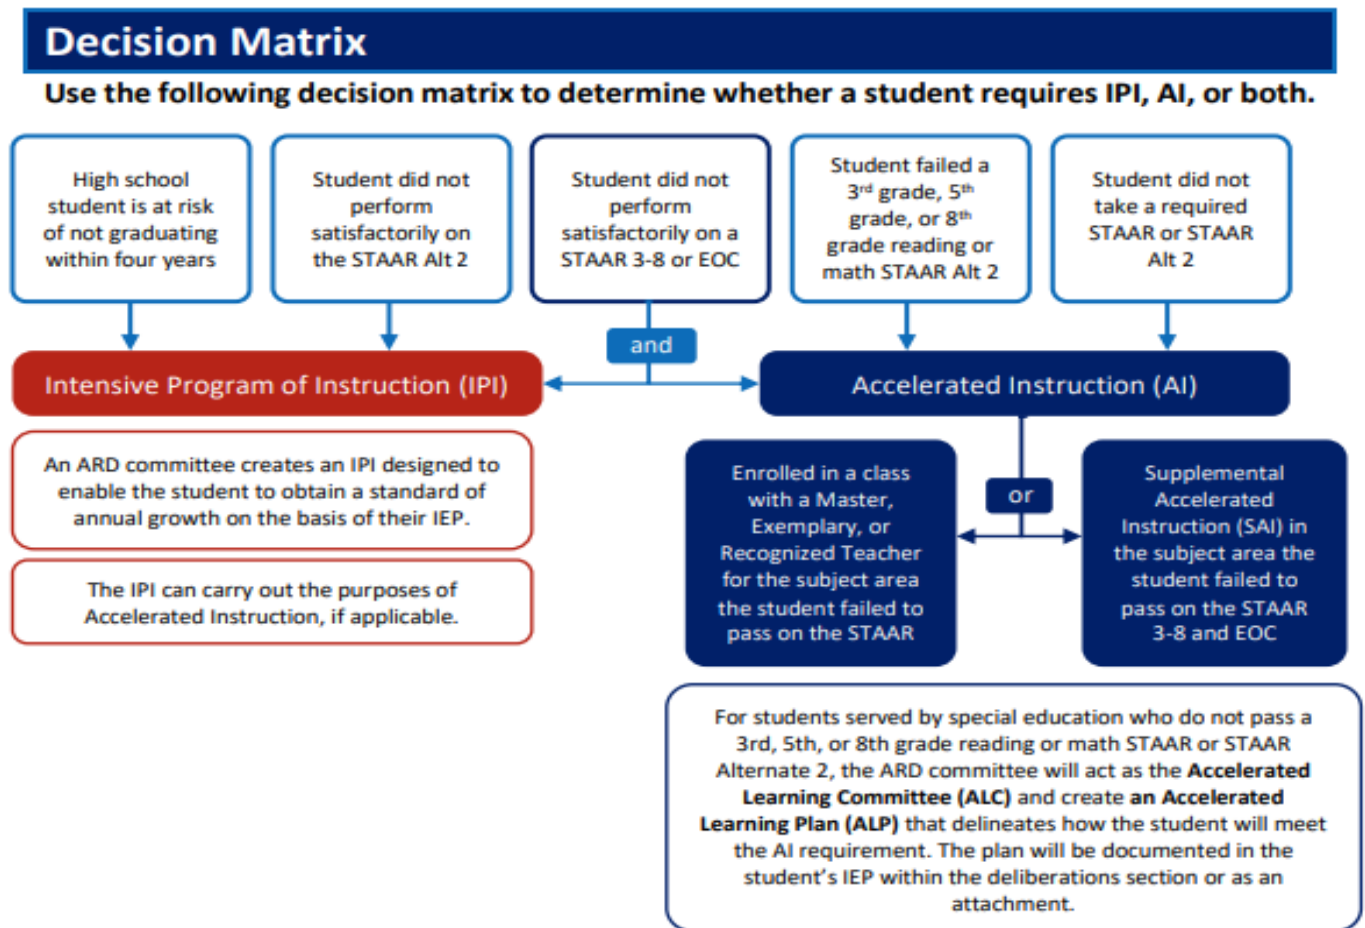 Decision Matrix
Use the following decision matrix to determine whether a student requires IPI, AI, or both.
High school
student is at risk
of not graduating
within four years
Student did not
perform
satisfactorily on
the STAAR Alt 2
Student did not
perform
satisfactorily on a
STAAR 3-8 or EOC
Student failed a
3rd grade, 5th
grade, or 8th
grade reading or
math STAAR Alt 2
Student did not
take a required
STAAR or STAAR
Alt 2
and
Intensive Program of Instruction (IPI)
Accelerated Instruction (AI)
An ARD committee creates an IPI designed to
enable the student to obtain a standard of
annual growth on the basis of their IEP.
The IPI can carry out the purposes of
Accelerated Instruction, if applicable.
Enrolled in a class
with a Master,
Exemplary, or
Recognized Teacher
for the subject area
the student failed to
pass on the STAAR
or
Supplemental
Accelerated
Instruction (SAI) in
the subject area the
student failed to
pass on the STAAR
3-8 and EOC
For students served by special education who do not pass a
3rd, 5th, or 8th grade reading or math STAAR or STAAR
Alternate 2, the ARD committee will act as the Accelerated
Learning Committee (ALC) and create an Accelerated
Learning Plan (ALP) that delineates how the student will meet
the AI requirement. The plan will be documented in the
student's IEP within the deliberations section or as an
attachment.